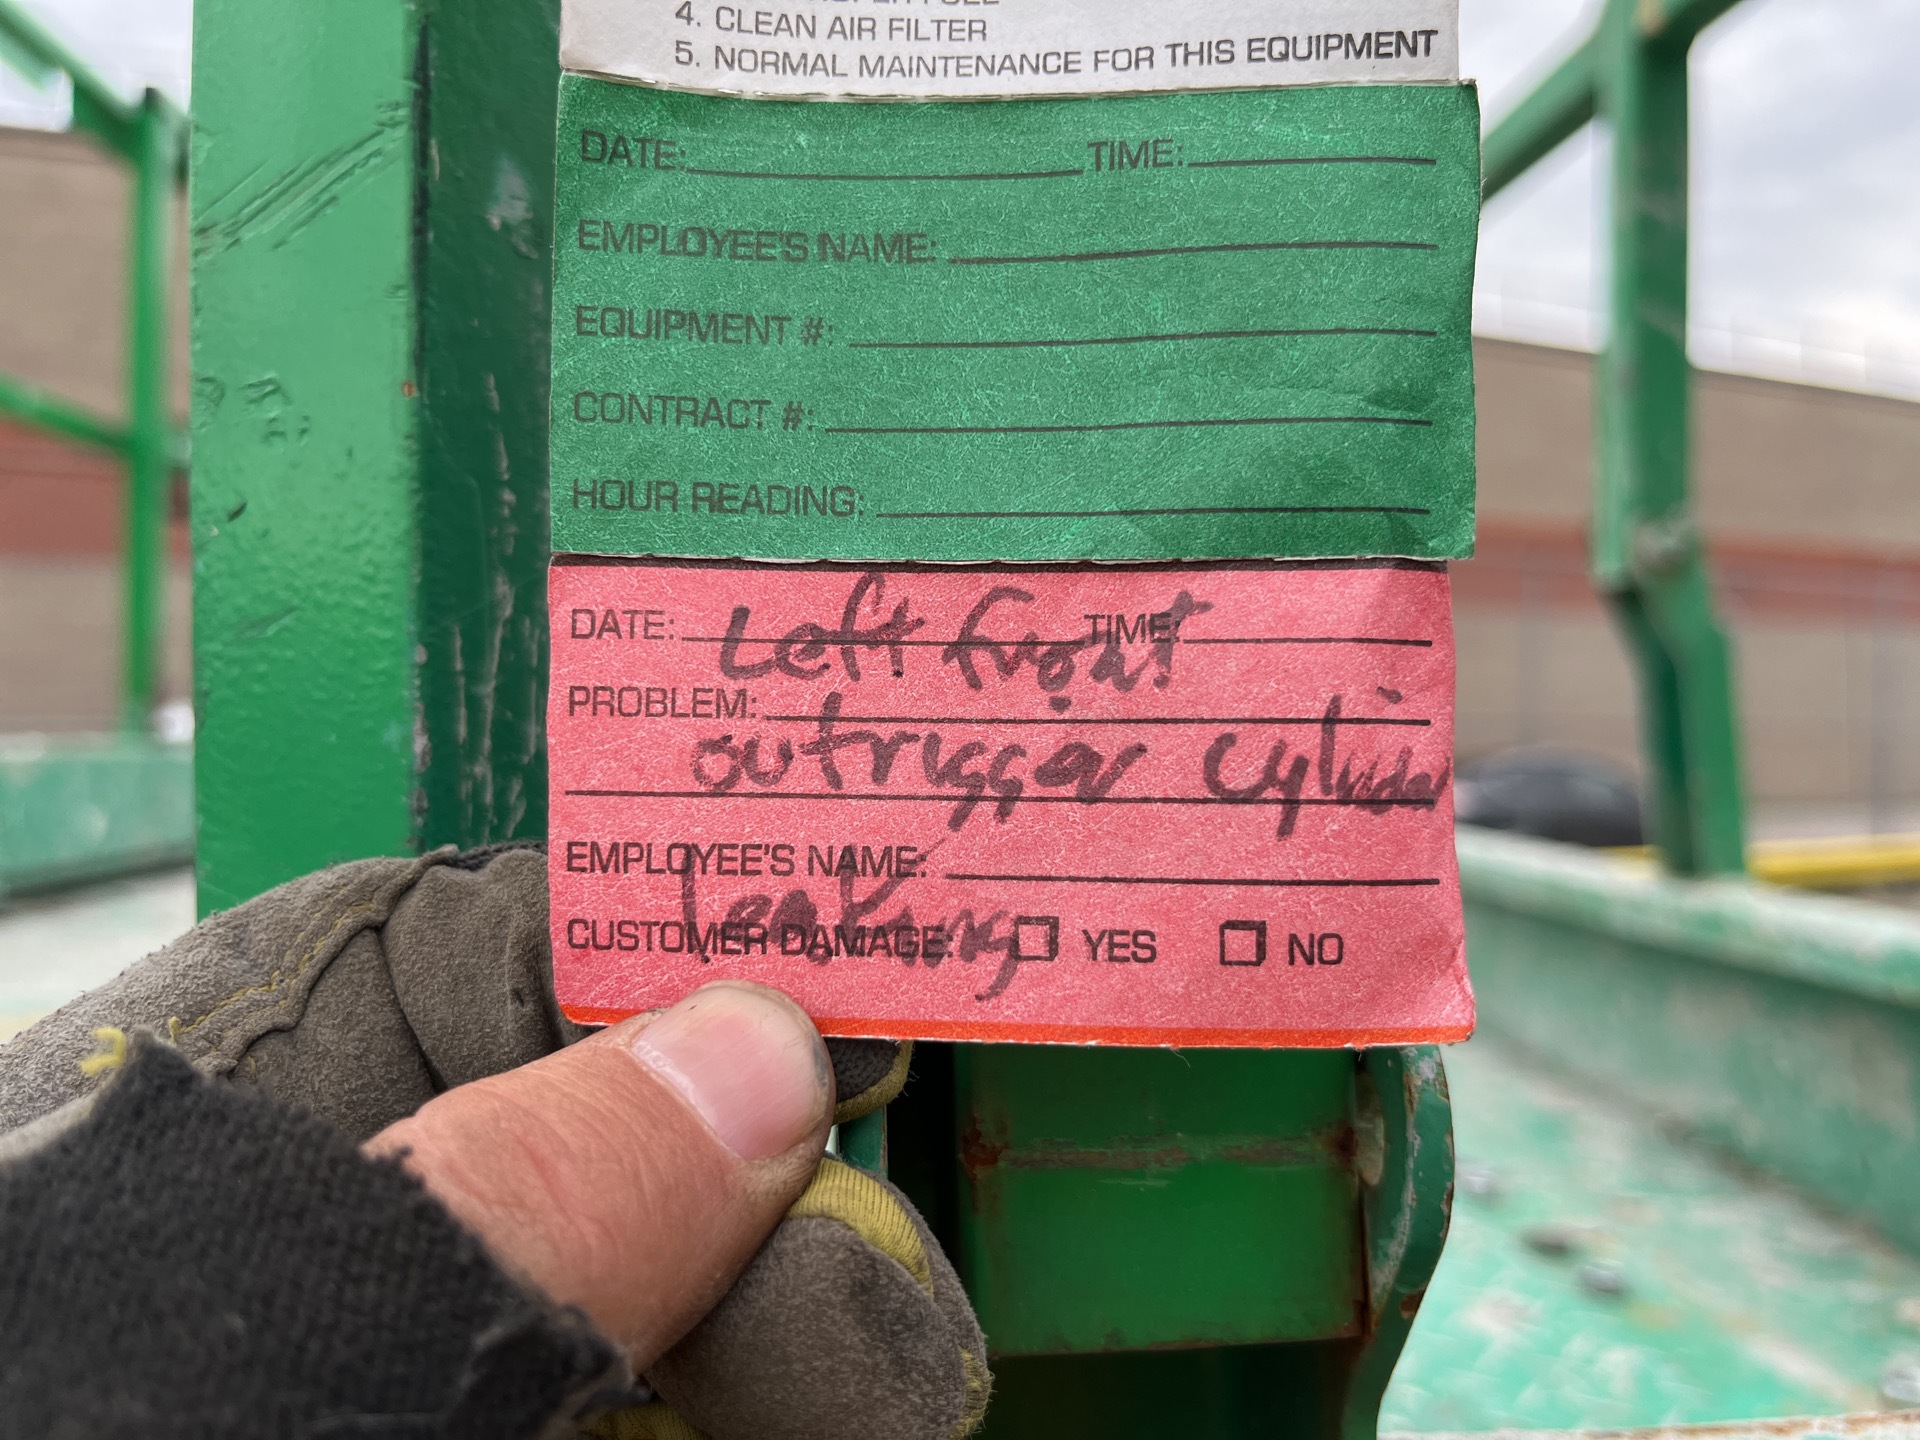 4. CLEAN AIR FILTER
5. NORMAL MAINTENANCE FOR THIS EQUIPMENT
DATE: TIME:
EMPLOYEE'S NAME:
EQUIPMENT #:
CONTRACT #:
HOUR READING:
DATE: Left front TIME:
PROBLEM:
outrigger cylinder
EMPLOYEE'S NAME:
leaking
CUSTOMER DAMAGE: YES NO